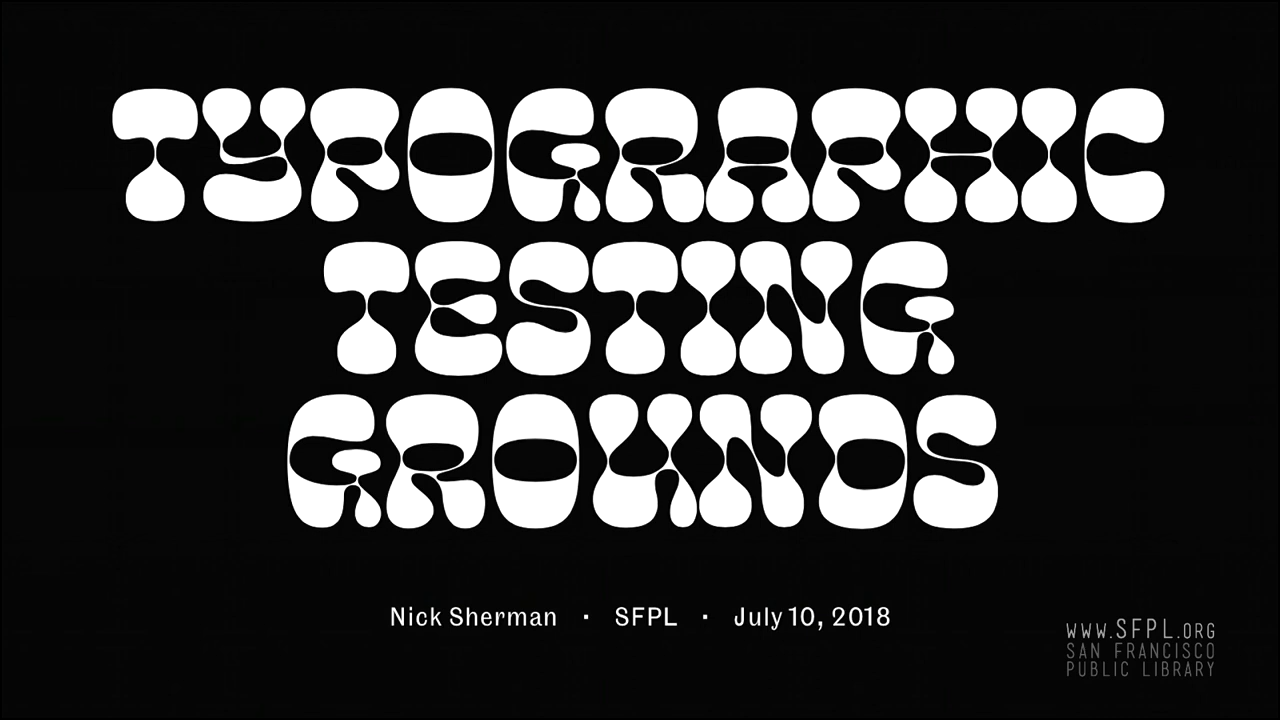 TYPOGRAPHIC
TESTING
GROUNDS
Nick Sherman · SFPL · July 10, 2018
www.SFPL.ORG
SAN FRANCISCO
PUBLIC LIBRARY